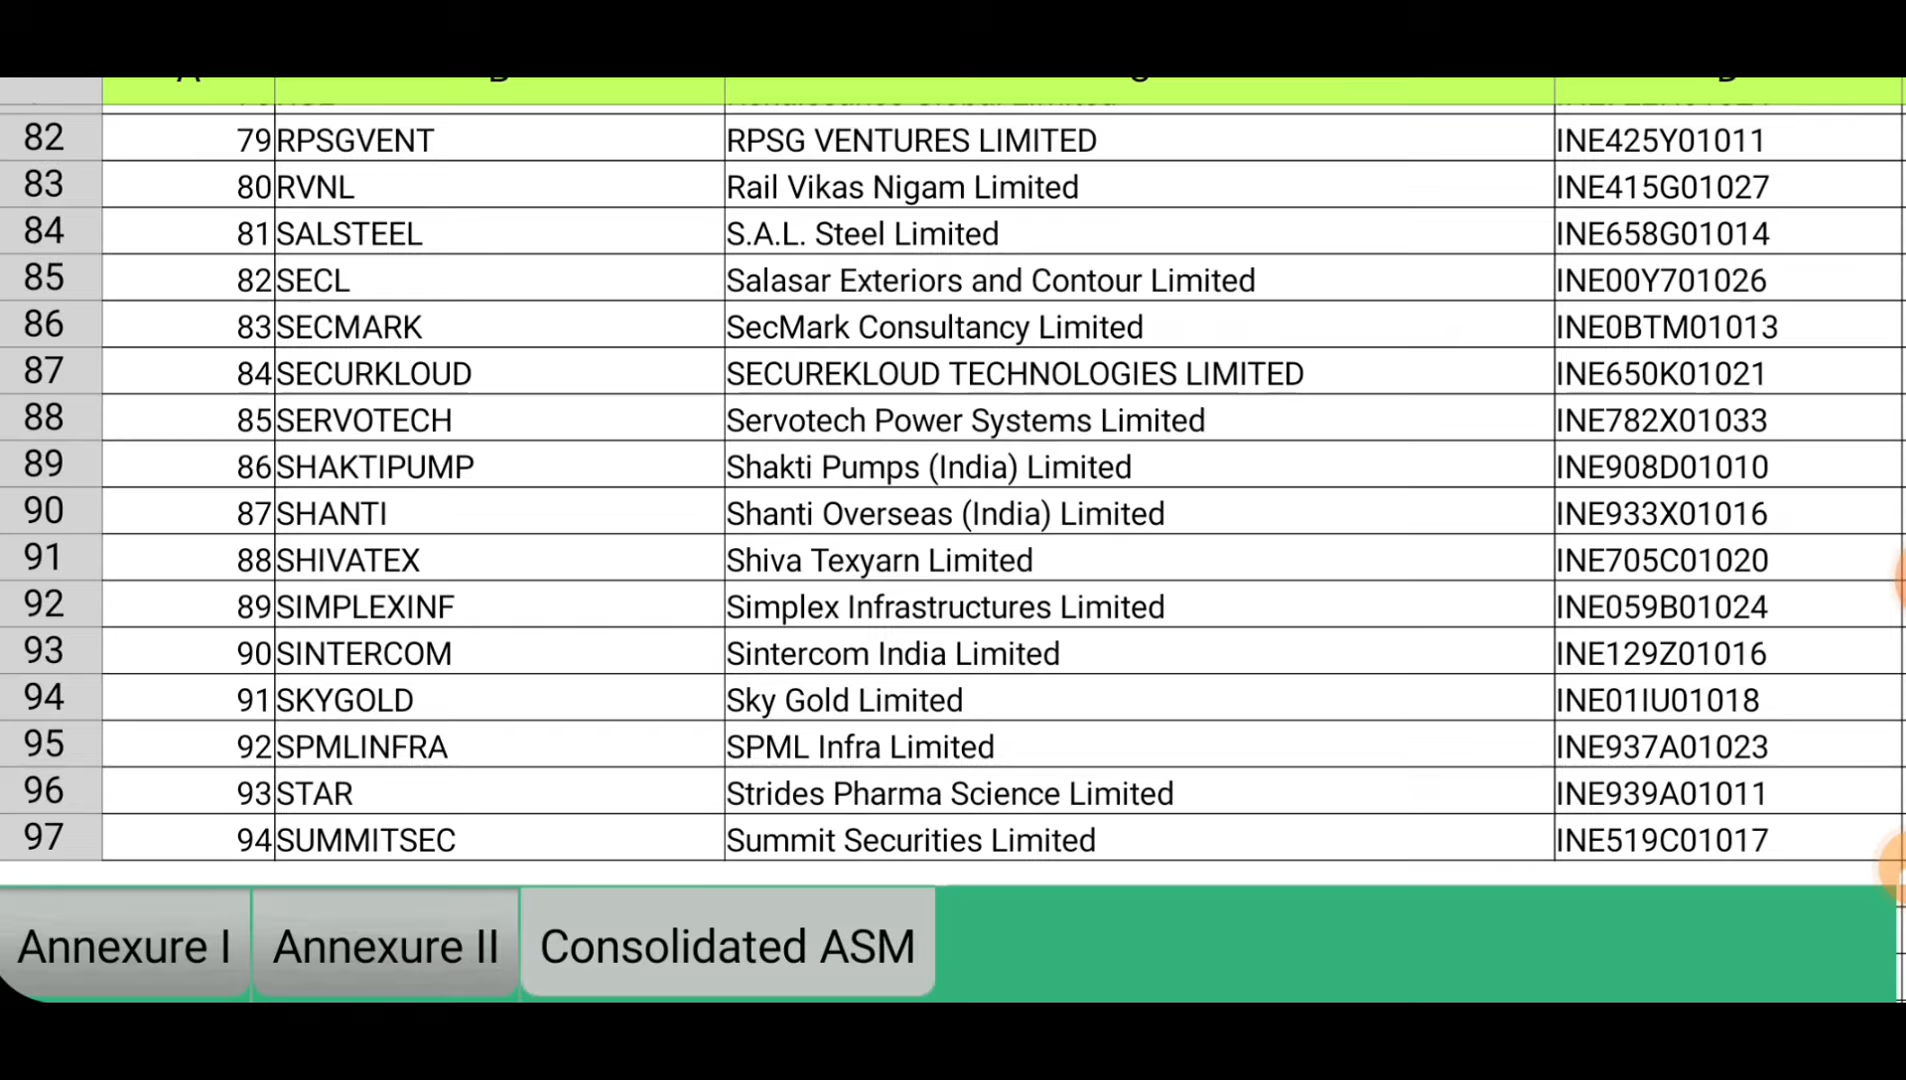 82 79 RPSGVENT RPSG VENTURES LIMITED INE425Y01011
83 80 RVNL Rail Vikas Nigam Limited INE415G01027
84 81 SALSTEEL S.A.L. Steel Limited INE658G01014
85 82 SECL Salasar Exteriors and Contour Limited INE00Y701026
86 83 SECMARK SecMark Consultancy Limited INE0BTM01013
87 84 SECURKLOUD SECUREKLOUD TECHNOLOGIES LIMITED INE650K01021
88 85 SERVOTECH Servotech Power Systems Limited INE782X01033
89 86 SHAKTIPUMP Shakti Pumps (India) Limited INE908D01010
90 87 SHANTI Shanti Overseas (India) Limited INE933X01016
91 88 SHIVATEX Shiva Texyarn Limited INE705C01020
92 89 SIMPLEXINF Simplex Infrastructures Limited INE059B01024
93 90 SINTERCOM Sintercom India Limited INE129Z01016
94 91 SKYGOLD Sky Gold Limited INE01IU01018
95 92 SPMLINFRA SPML Infra Limited INE937A01023
96 93 STAR Strides Pharma Science Limited INE939A01011
97 94 SUMMITSEC Summit Securities Limited INE519C01017
Annexure I Annexure II Consolidated ASM